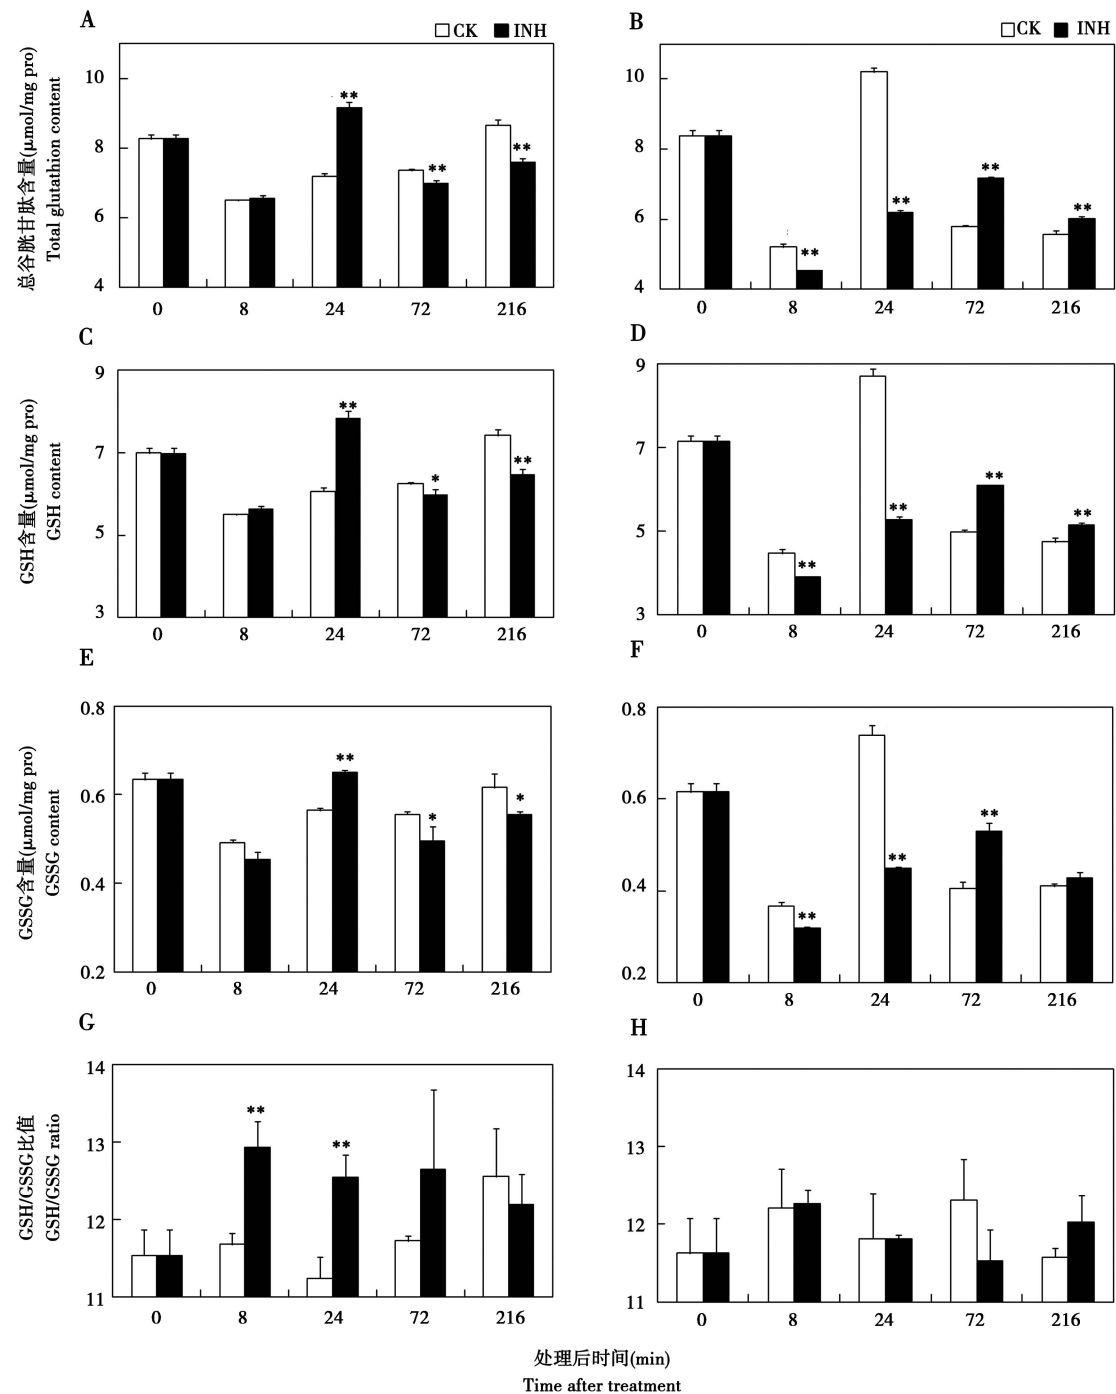 A
□CK ■INH
10
8
6
4
0 8 24 72 216
** ** **
总谷胱甘肽含量(μmol/mg pro)
Total glutathion content
B
□CK ■ INH
10
8
6
4
0 8 24 72 216
** ** ** **
C
9
7
5
3
0 8 24 72 216
** * **
GSH含量(μmol/mg pro)
GSH content
D
9
7
5
3
0 8 24 72 216
** ** ** **
E
0.8
0.6
0.4
0.2
0 8 24 72 216
** * *
GSSG含量(μmol/mg pro)
GSSG content
F
0.8
0.6
0.4
0.2
0 8 24 72 216
** ** **
G
14
13
12
11
0 8 24 72 216
** **
GSH/GSSG比值
GSH/GSSG ratio
H
14
13
12
11
0 8 24 72 216
处理后时间(min)
Time after treatment